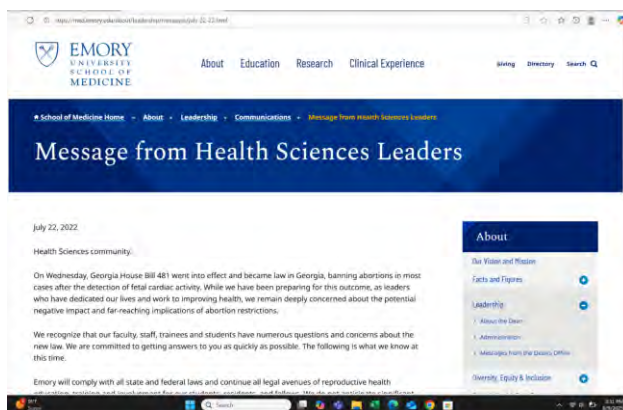 EMORY
UNIVERSITY
SCHOOL OF
MEDICINE
About Education Research Clinical Experience
Giving Directory Search
School of Medicine Home About Leadership Communications Message from Health Sciences Leaders
Message from Health Sciences Leaders
July 22, 2022
Health Sciences community,
On Wednesday, Georgia House Bill 481 went into effect and became law in Georgia, banning abortions in most
cases after the detection of fetal cardiac activity. While we have been preparing for this outcome, as leaders
who have dedicated our lives and work to improving health, we remain deeply concerned about the potential
negative impact and far-reaching implications of abortion restrictions.
We recognize that our faculty, staff, trainees and students have numerous questions and concerns about the
new law. We are committed to getting answers to you as quickly as possible. The following is what we know at
this time.
Emory will comply with all state and federal laws and continue all legal avenues of reproductive health
About
Our Vision and Mission
Facts and Figures
Leadership
About the Dean
Administration
Messages from the Dean's Office
Diversity, Equity & Inclusion
Search